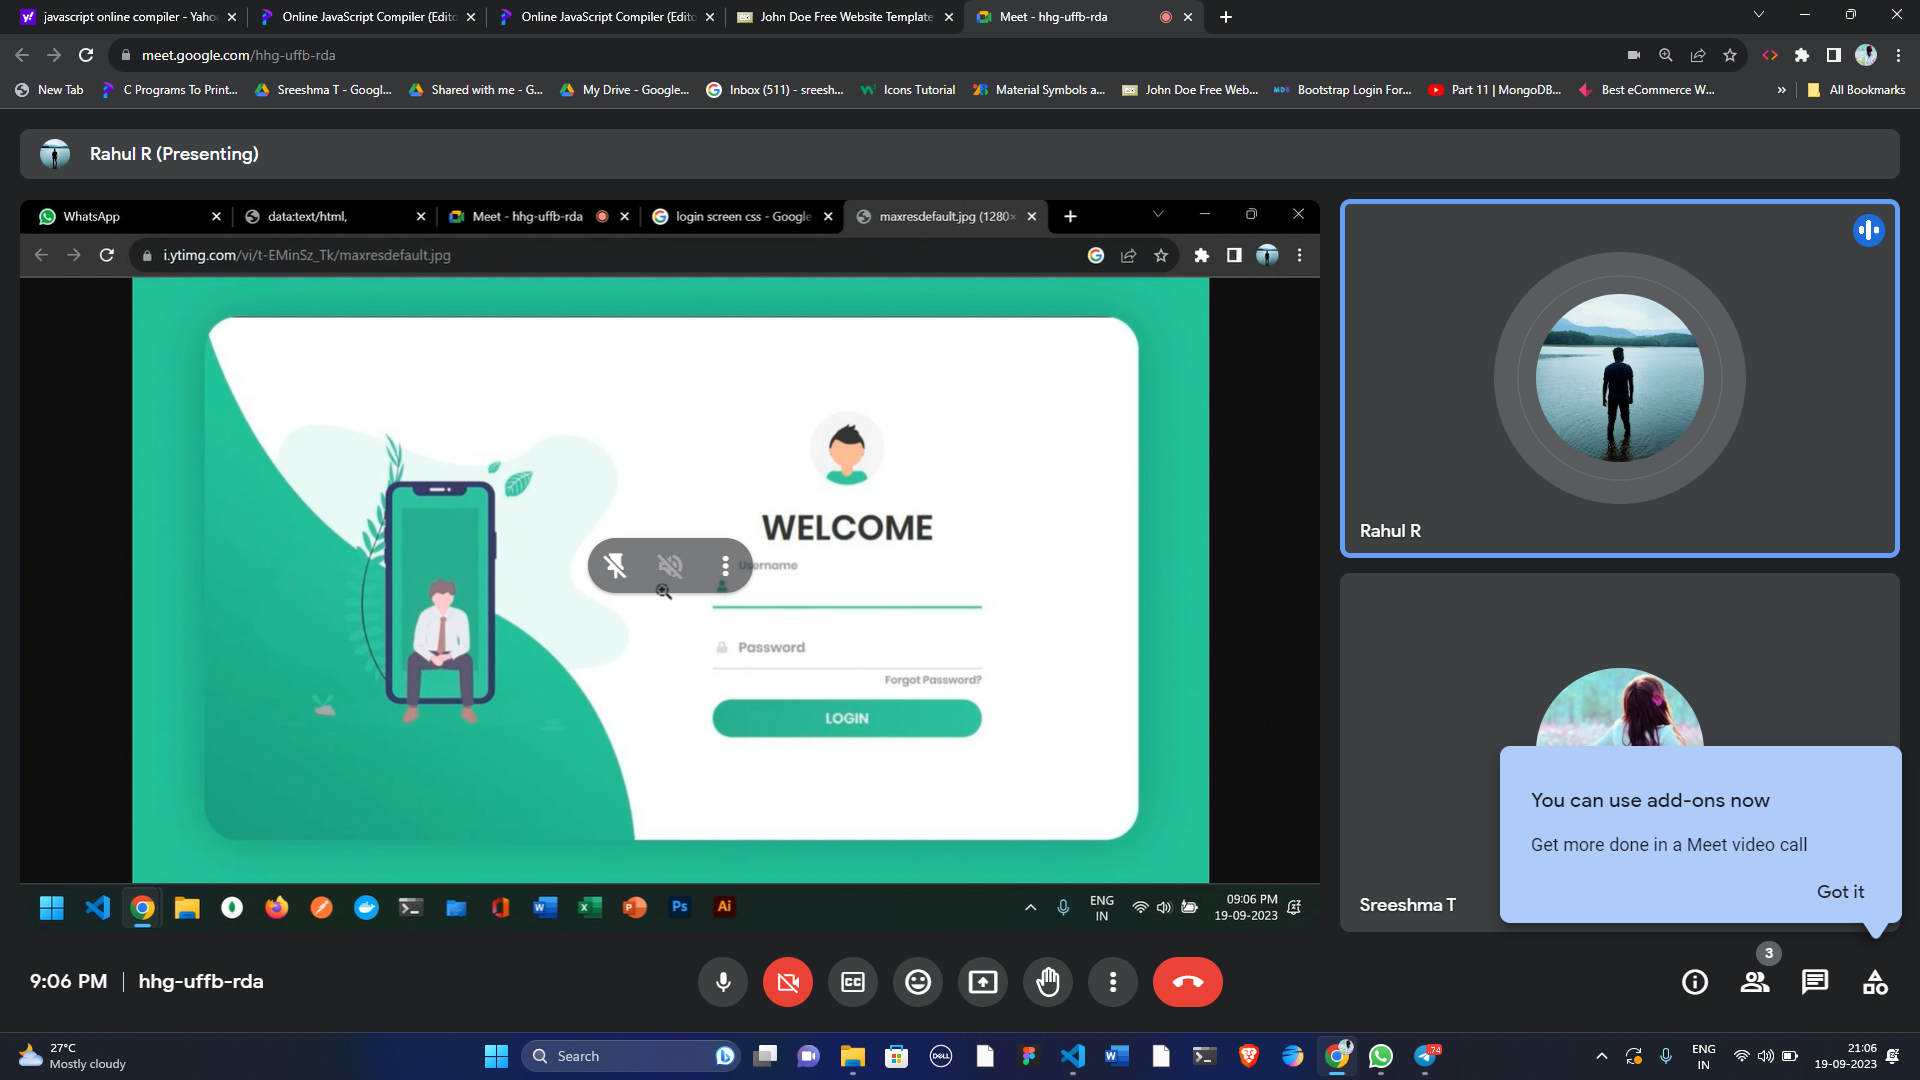 javascript online compiler - Yaho
Online JavaScript Compiler (Edito
Online JavaScript Compiler (Edito
John Doe Free Website Template
Meet - hhg-uffb-rda
meet.google.com/hhg-uffb-rda
New Tab
C Programs To Print...
Sreeshma T - Googl...
Shared with me - G...
My Drive - Google...
Inbox (511) - sreesh...
Icons Tutorial
Material Symbols a...
John Doe Free Web...
Bootstrap Login For...
Part 11 | MongoDB...
Best eCommerce W...
»
All Bookmarks
Rahul R (Presenting)
WhatsApp
data:text/html,
Meet - hhg-uffb-rda
login screen css - Google
maxresdefault.jpg (1280×
i.ytimg.com/vi/t-EMinSz_Tk/maxresdefault.jpg
WELCOME
Username
Password
Forgot Password?
LOGIN
Rahul R
Sreeshma T
You can use add-ons now
Get more done in a Meet video call
Got it
Ps
Ai
ENG
IN
09:06 PM
19-09-2023
9:06 PM | hhg-uffb-rda
CC
3
27°C
Mostly cloudy
Search
DELL
74
ENG
IN
21:06
19-09-2023